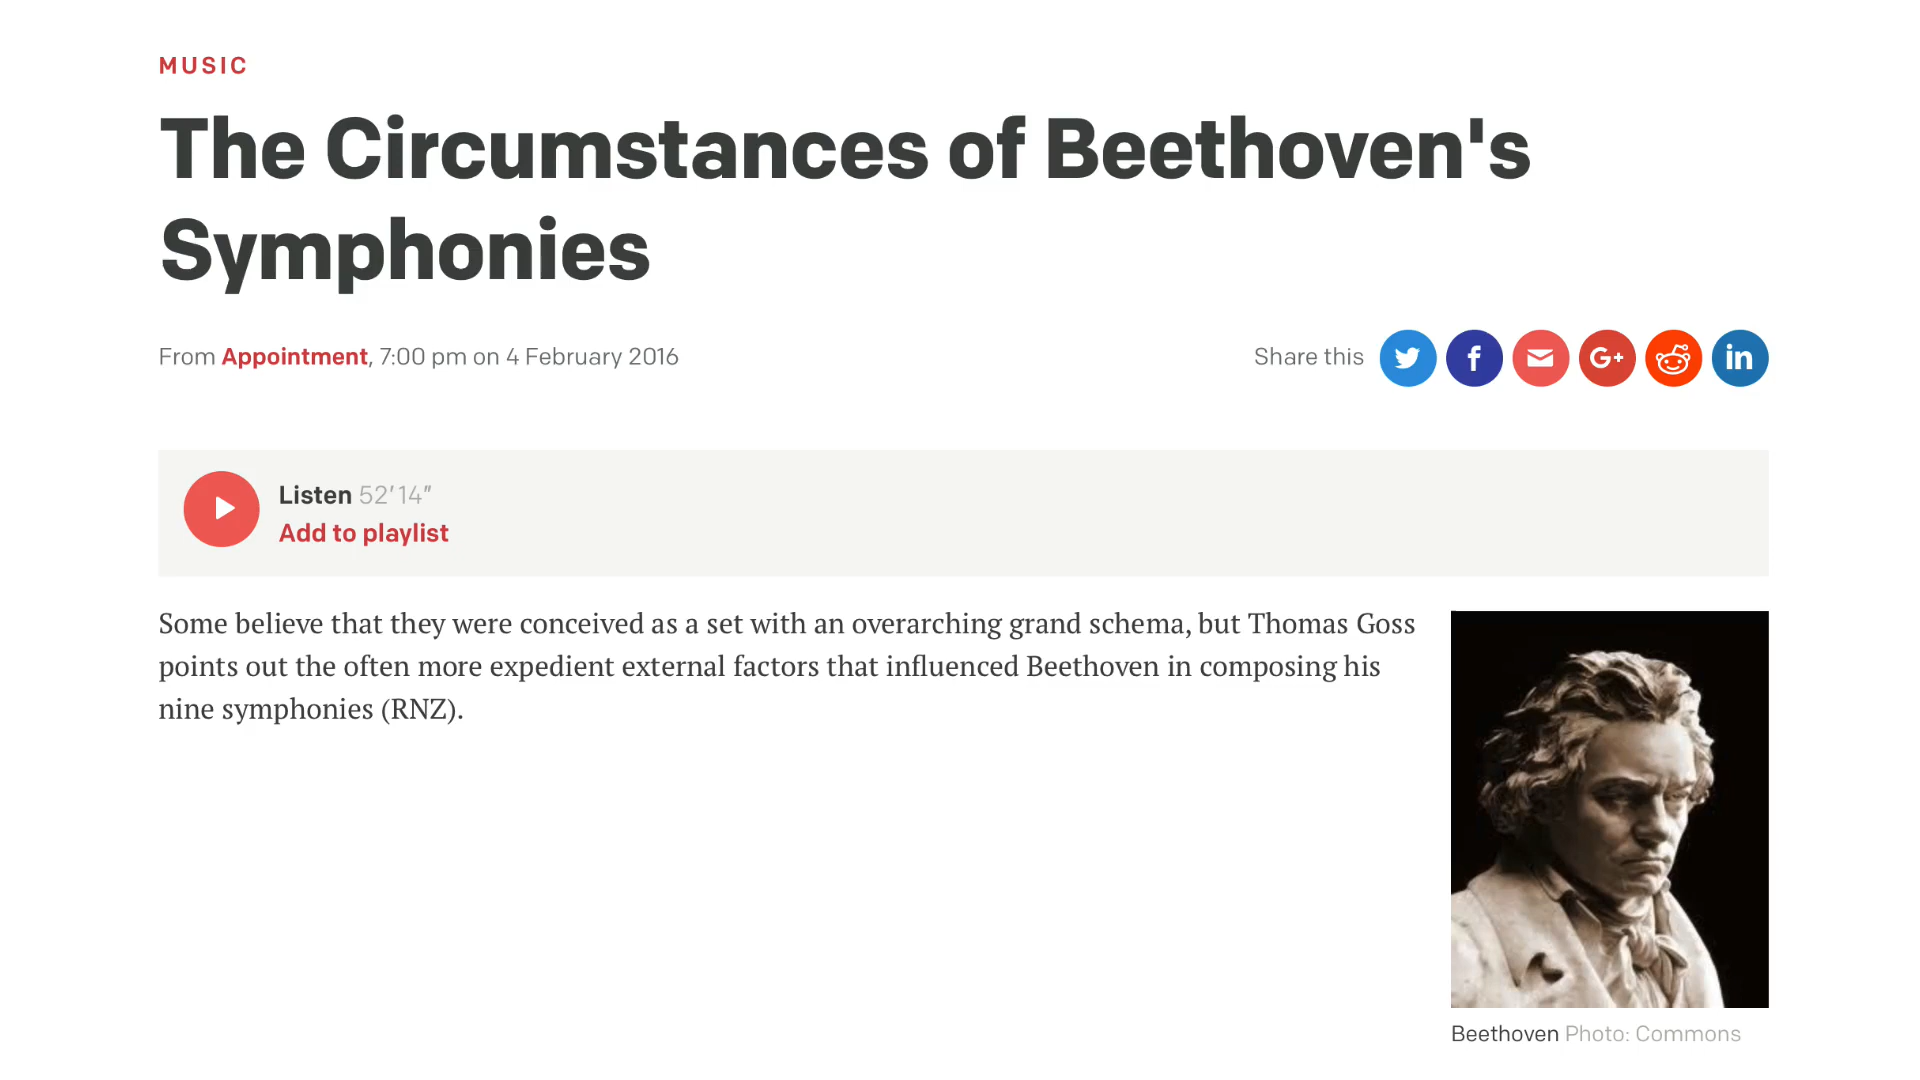 MUSIC
The Circumstances of Beethoven's
Symphonies
From Appointment, 7:00 pm on 4 February 2016
Share this
f
G+
in
Listen 52′14″
Add to playlist
Some believe that they were conceived as a set with an overarching grand schema, but Thomas Goss
points out the often more expedient external factors that influenced Beethoven in composing his
nine symphonies (RNZ).
Beethoven Photo: Commons